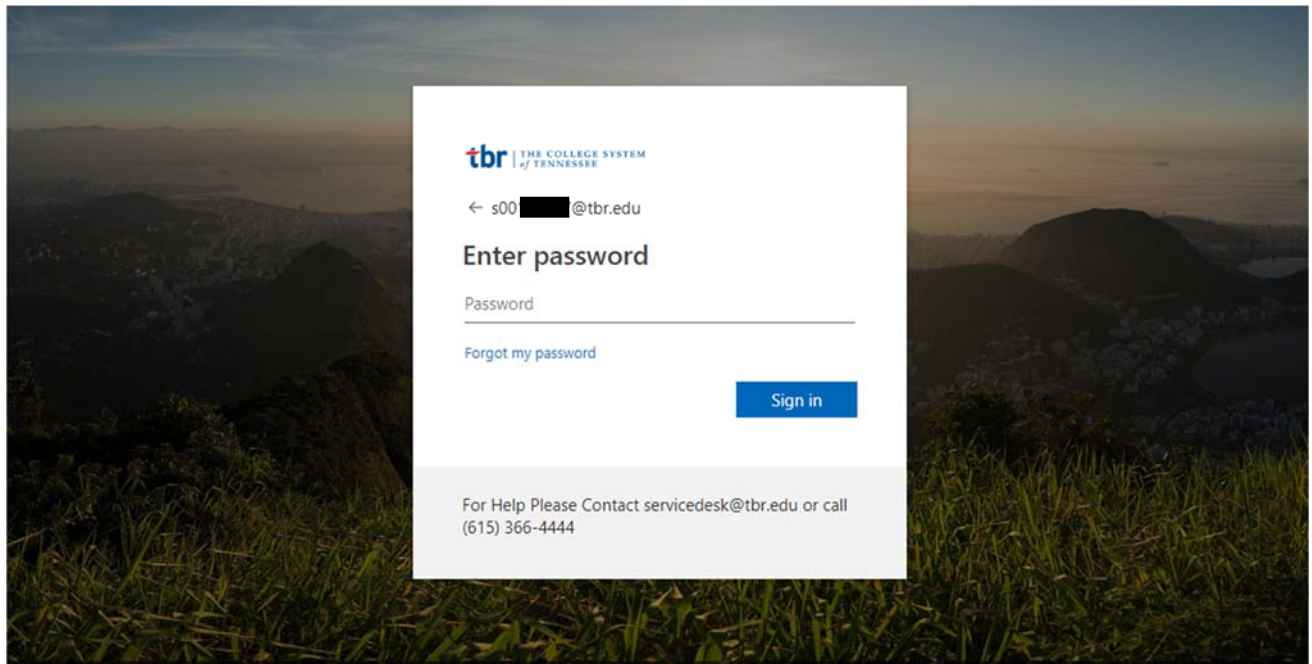 tbr | THE COLLEGE SYSTEM
of TENNESSEE
← s001 @tbr.edu
Enter password
Password
Forgot my password
Sign in
For Help Please Contact servicedesk@tbr.edu or call
(615) 366-4444